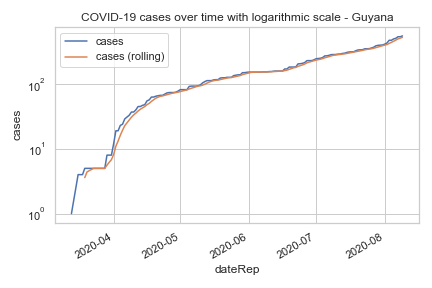 COVID-19 cases over time with logarithmic scale - Guyana
cases
cases (rolling)
10²
10¹
10⁰
cases
2020-04
2020-05
2020-06
2020-07
2020-08
dateRep